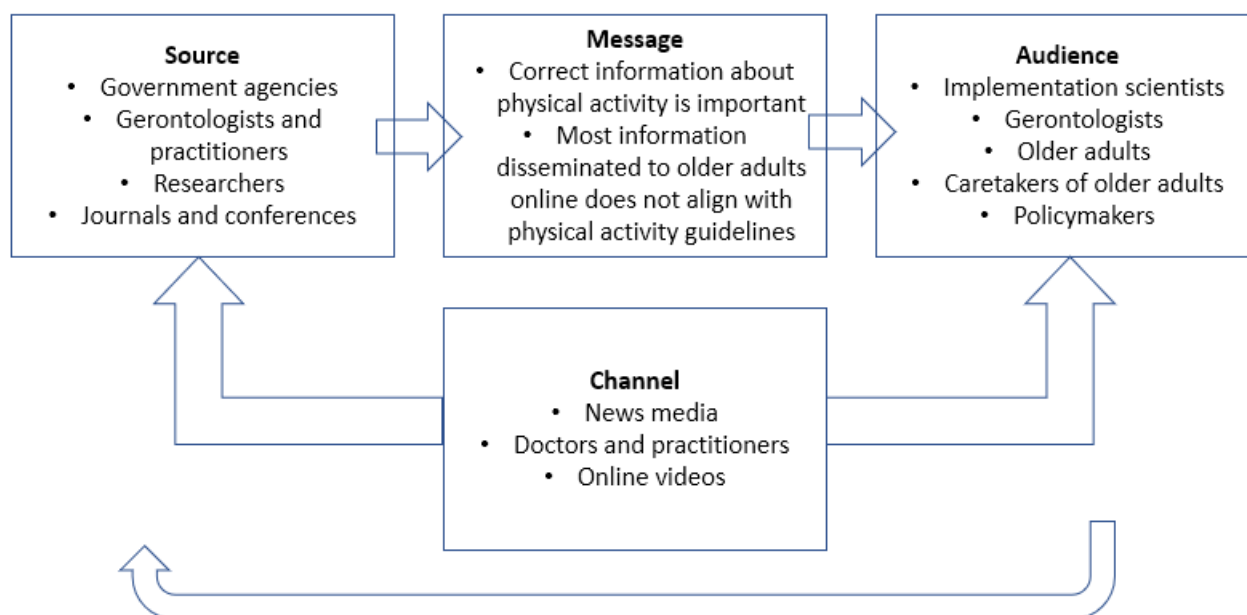 Source
• Government agencies
• Gerontologists and
practitioners
• Researchers
• Journals and conferences
Message
• Correct information about
physical activity is important
• Most information
disseminated to older adults
online does not align with
physical activity guidelines
Audience
• Implementation scientists
• Gerontologists
• Older adults
• Caretakers of older adults
• Policymakers
Channel
• News media
• Doctors and practitioners
• Online videos